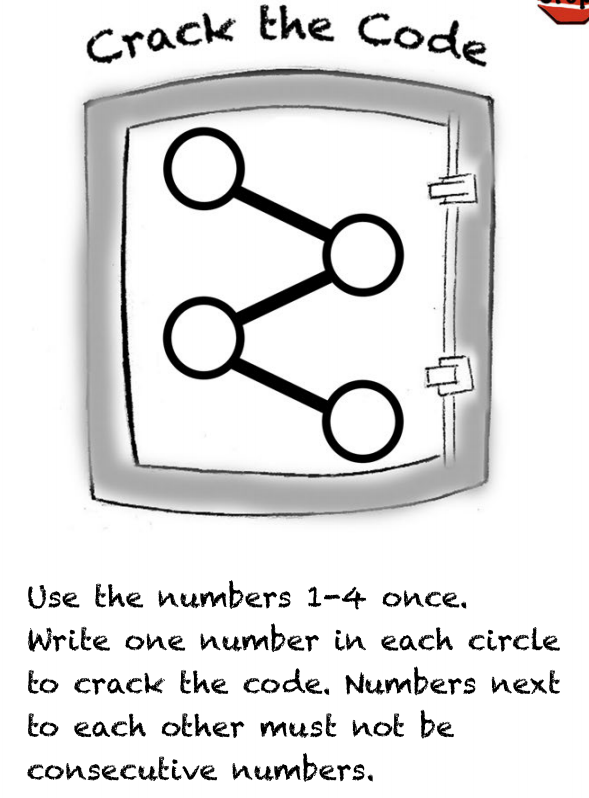 Crack the Code
Use the numbers 1-4 once.
Write one number in each circle
to crack the code. Numbers next
to each other must not be
consecutive numbers.